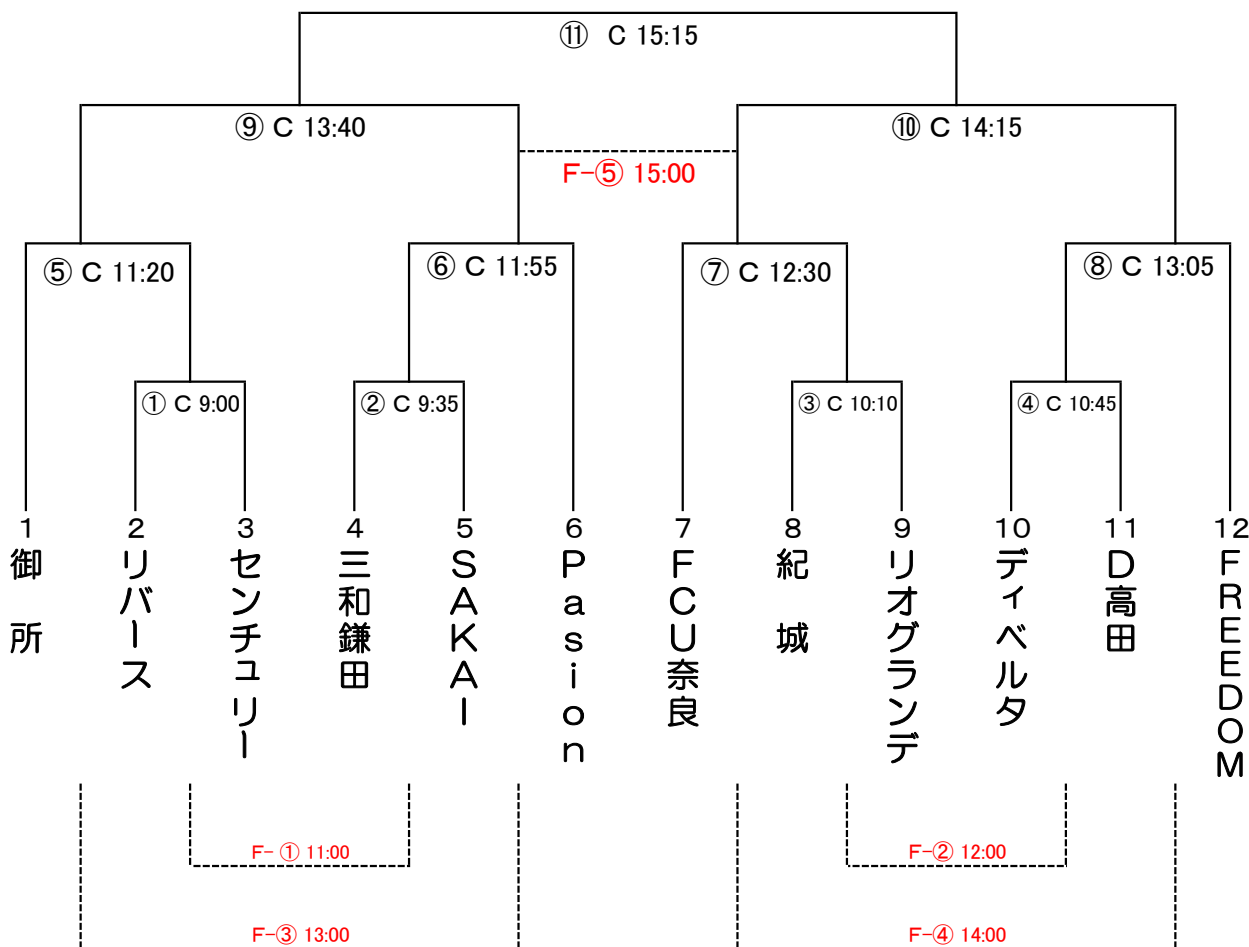 ⑪ C 15:15
⑨ C 13:40
⑩ C 14:15
F-⑤ 15:00
⑤ C 11:20
⑥ C 11:55
⑦ C 12:30
⑧ C 13:05
① C 9:00
② C 9:35
③ C 10:10
④ C 10:45
1
御所
2
リバース
3
センチュリー
4
三和鎌田
5
SAKAI
6
Pasion
7
FCU奈良
8
紀城
9
リオグランデ
10
ディベルタ
11
D高田
12
FREEDOM
F-① 11:00
F-② 12:00
F-③ 13:00
F-④ 14:00